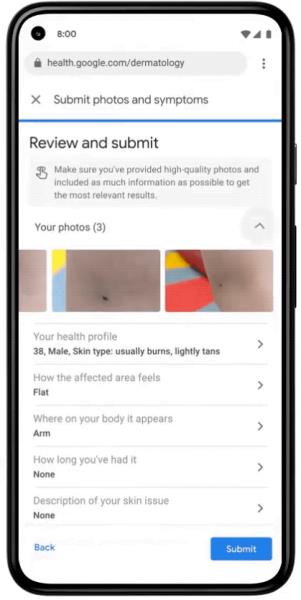 8:00
health.google.com/dermatology
Submit photos and symptoms
Review and submit
Make sure you've provided high-quality photos and
included as much information as possible to get
the most relevant results.
Your photos (3)
Your health profile
38, Male, Skin type: usually burns, lightly tans
How the affected area feels
Flat
Where on your body it appears
Arm
How long you've had it
None
Description of your skin issue
None
Back
Submit